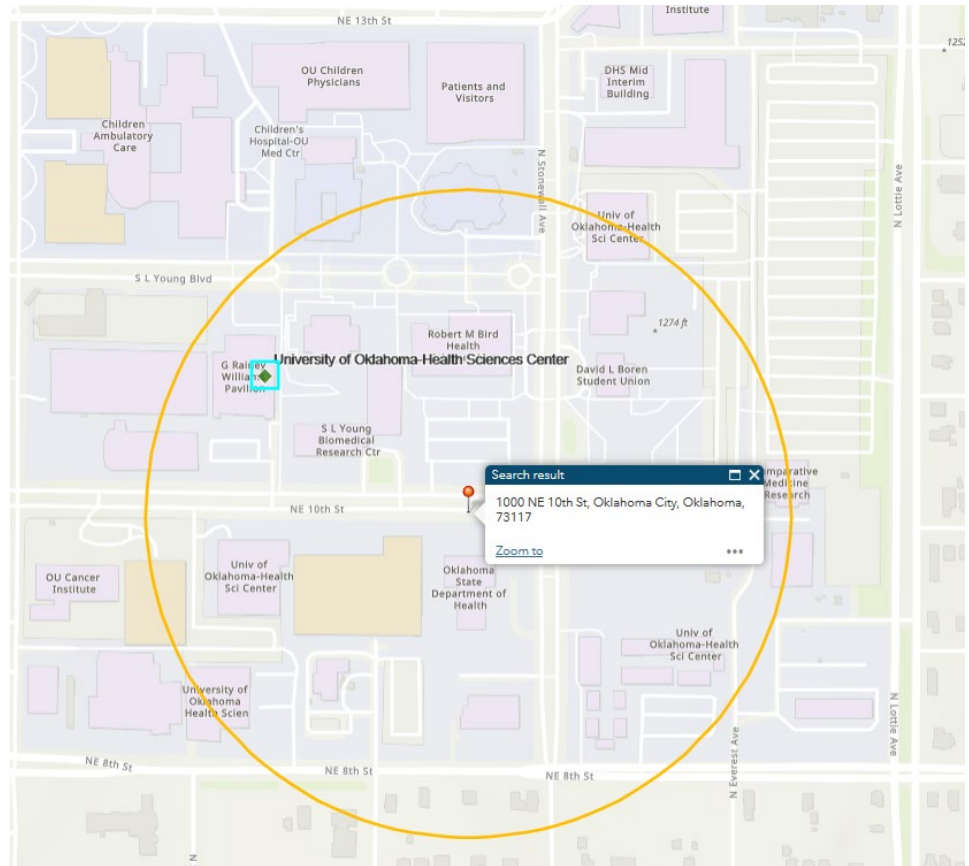 NE 13th St
Institute
1252
OU Children
Physicians
Patients and
Visitors
DHS Mid
Interim
Building
Children
Ambulatory
Care
Children's
Hospital-OU
Med Ctr
N Stonewall Ave
N Lottie Ave
Univ of
Oklahoma-Health
Sci Center
S L Young Blvd
1274 ft
Robert M Bird
Health
University of Oklahoma-Health Sciences Center
G Rainey
Williams
Pavilion
David L Boren
Student Union
S L Young
Biomedical
Research Ctr
Search result
1000 NE 10th St, Oklahoma City, Oklahoma,
73117
Zoom to
Medicine
Research
NE 10th St
Univ of
Oklahoma-Health
Sci Center
Oklahoma
State
Department of
Health
OU Cancer
Institute
Univ of
Oklahoma-Health
Sci Center
University of
Oklahoma
Health Scien
N Lottie Ave
N Everest Ave
NE 8th St
NE 8th St
NE 8th St
N